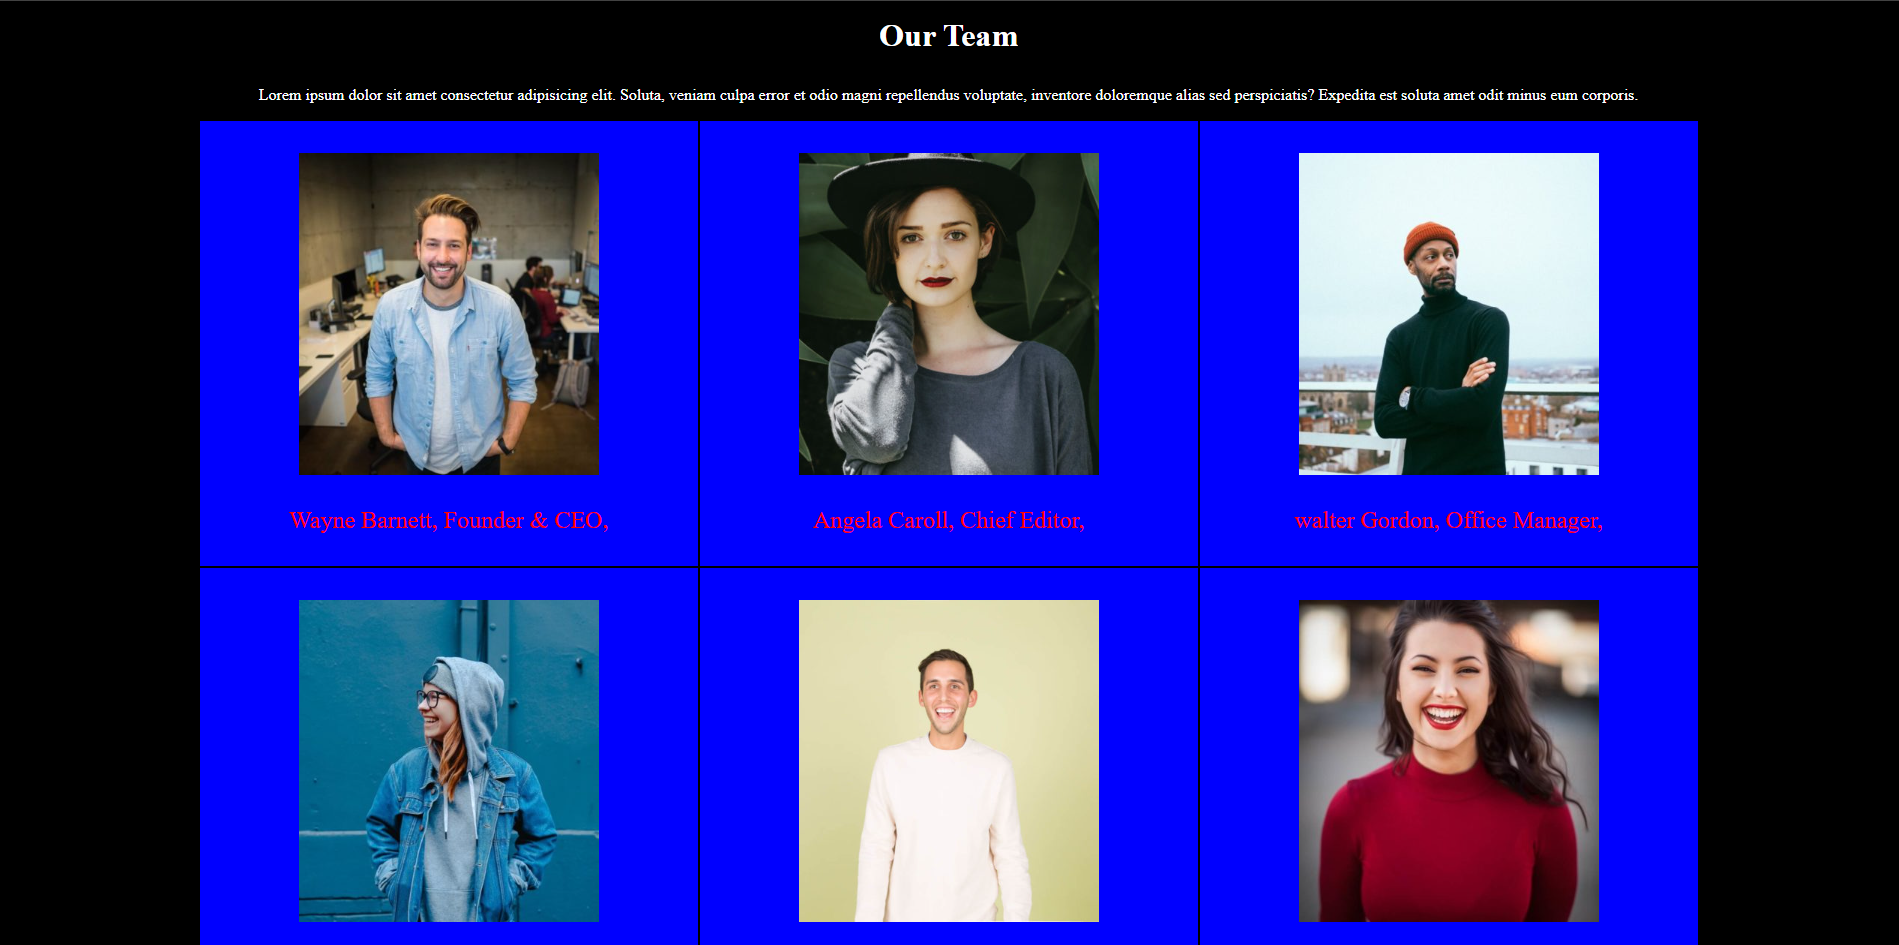 Our Team
Lorem ipsum dolor sit amet consectetur adipisicing elit. Soluta, veniam culpa error et odio magni repellendus voluptate, inventore doloremque alias sed perspiciatis? Expedita est soluta amet odit minus eum corporis.
Wayne Barnett, Founder & CEO,
Angela Caroll, Chief Editor,
walter Gordon, Office Manager,